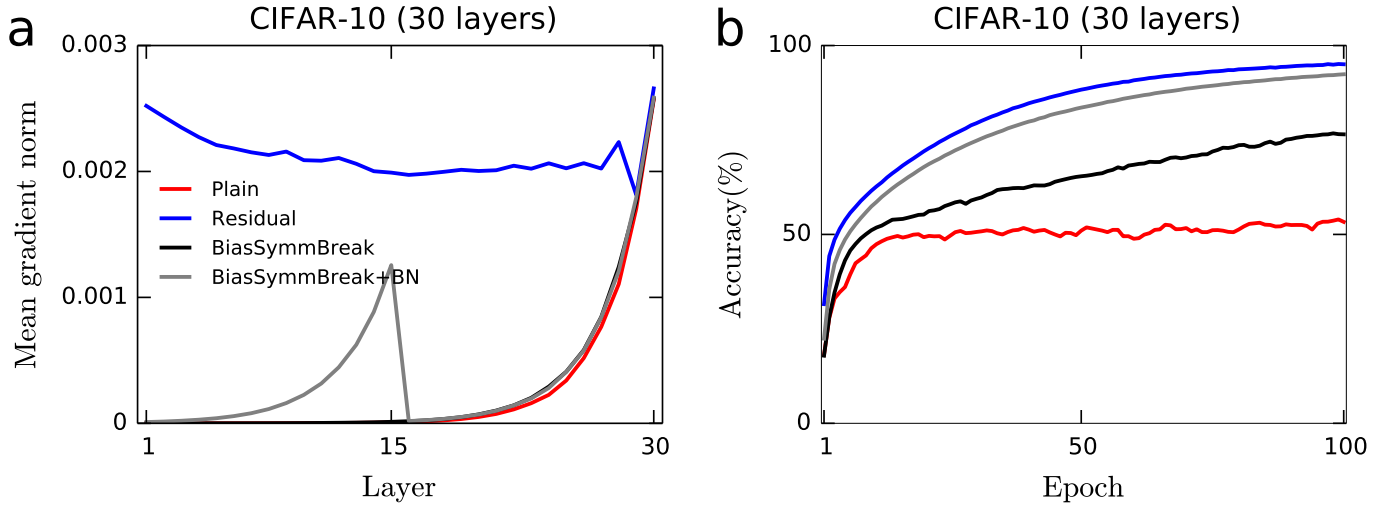 a
CIFAR-10 (30 layers)
Mean gradient norm
0.003
0.002
0.001
0
Plain
Residual
BiasSymmBreak
BiasSymmBreak+BN
1
15
30
Layer
b
CIFAR-10 (30 layers)
Accuracy(%)
100
50
0
1
50
100
Epoch